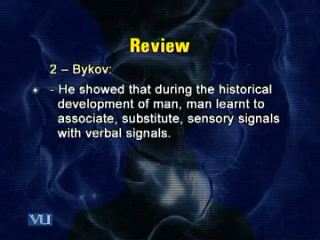 Review
2 – Bykov:
- He showed that during the historical
development of man, man learnt to
associate, substitute, sensory signals
with verbal signals.
VU